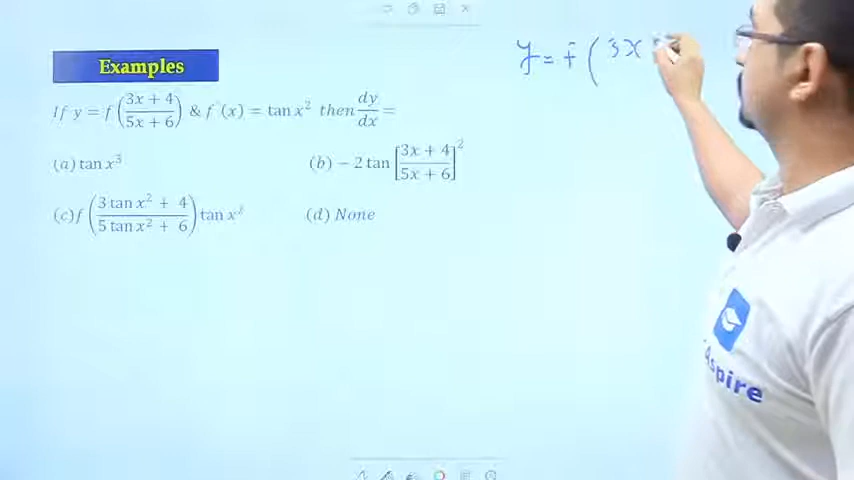 Examples
If y = f((3x + 4)/(5x + 6)) & f'(x) = tan x² then dy/dx =
(a) tan x³
(b) − 2 tan [(3x + 4)/(5x + 6)]²
(c) f((3 tan x² + 4)/(5 tan x² + 6)) tan x²
(d) None
y = f ( 3x
Aspire